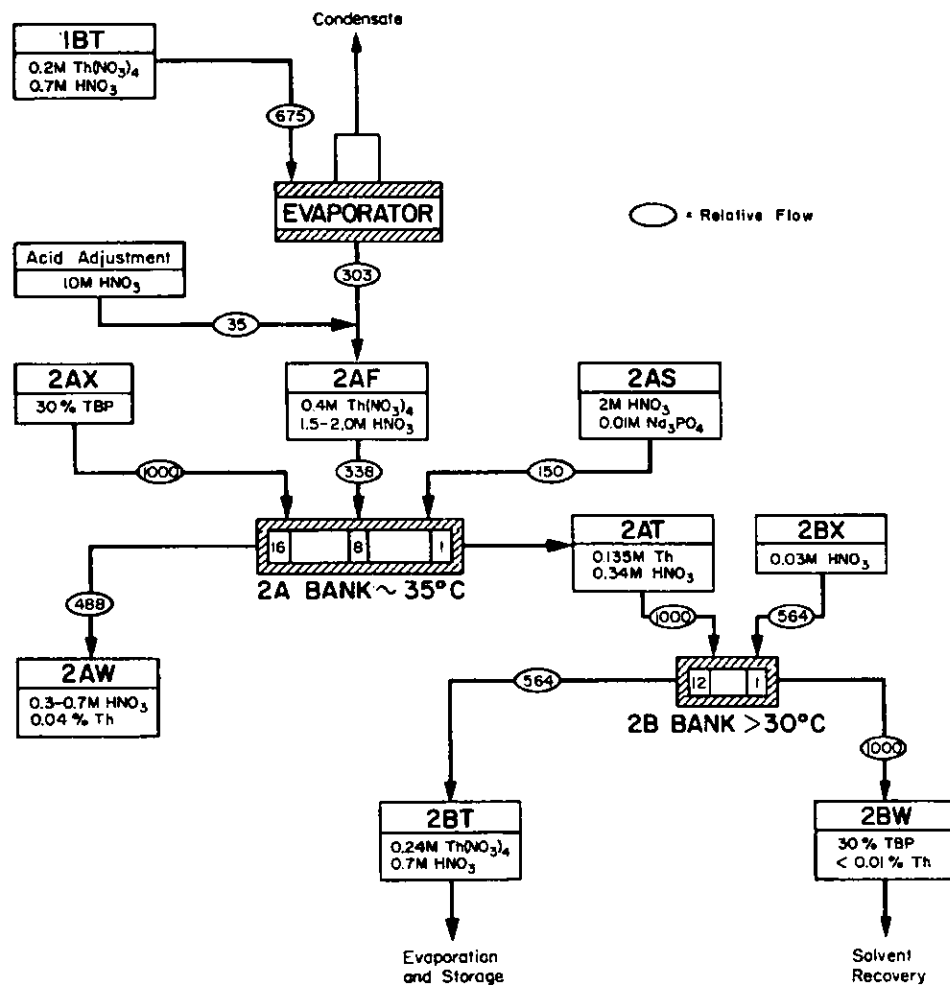 Condensate
1BT
0.2M Th(NO3)4
0.7M HNO3
675
EVAPORATOR
= Relative Flow
Acid Adjustment
10M HNO3
303
35
2AX
30% TBP
2AF
0.4M Th(NO3)4
1.5-2.0M HNO3
2AS
2M HNO3
0.01M Na3PO4
1000
338
150
16
8
1
2A BANK ~ 35°C
2AT
0.135M Th
0.34M HNO3
2BX
0.03M HNO3
488
1000
564
2AW
0.3-0.7M HNO3
0.04% Th
564
12
1
2B BANK >30°C
1000
2BT
0.24M Th(NO3)4
0.7M HNO3
2BW
30% TBP
< 0.01% Th
Evaporation
and Storage
Solvent
Recovery